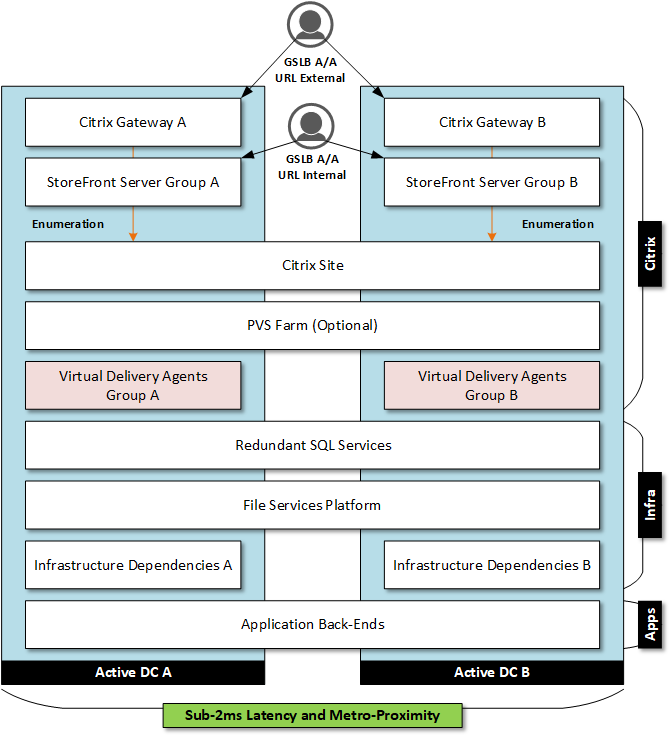 GSLB A/A
URL External
Citrix Gateway A
Citrix Gateway B
GSLB A/A
URL Internal
StoreFront Server Group A
StoreFront Server Group B
Enumeration
Enumeration
Citrix Site
PVS Farm (Optional)
Virtual Delivery Agents
Group A
Virtual Delivery Agents
Group B
Citrix
Redundant SQL Services
File Services Platform
Infrastructure Dependencies A
Infrastructure Dependencies B
Infra
Application Back-Ends
Apps
Active DC A
Active DC B
Sub-2ms Latency and Metro-Proximity